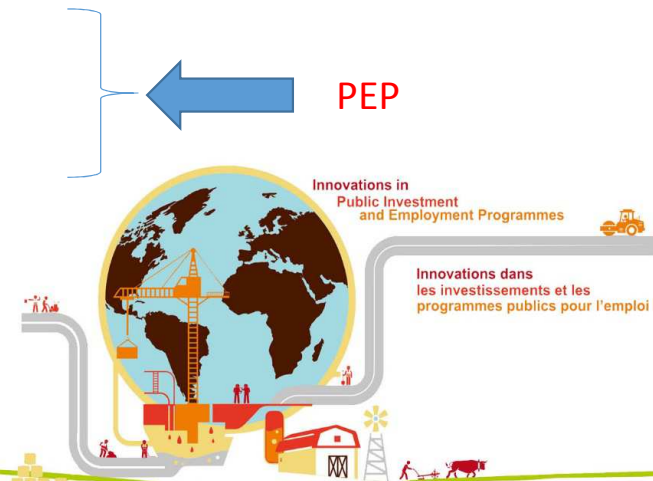 PEP
Innovations in
Public Investment
and Employment Programmes
Innovations dans
les investissements et les
programmes publics pour l'emploi